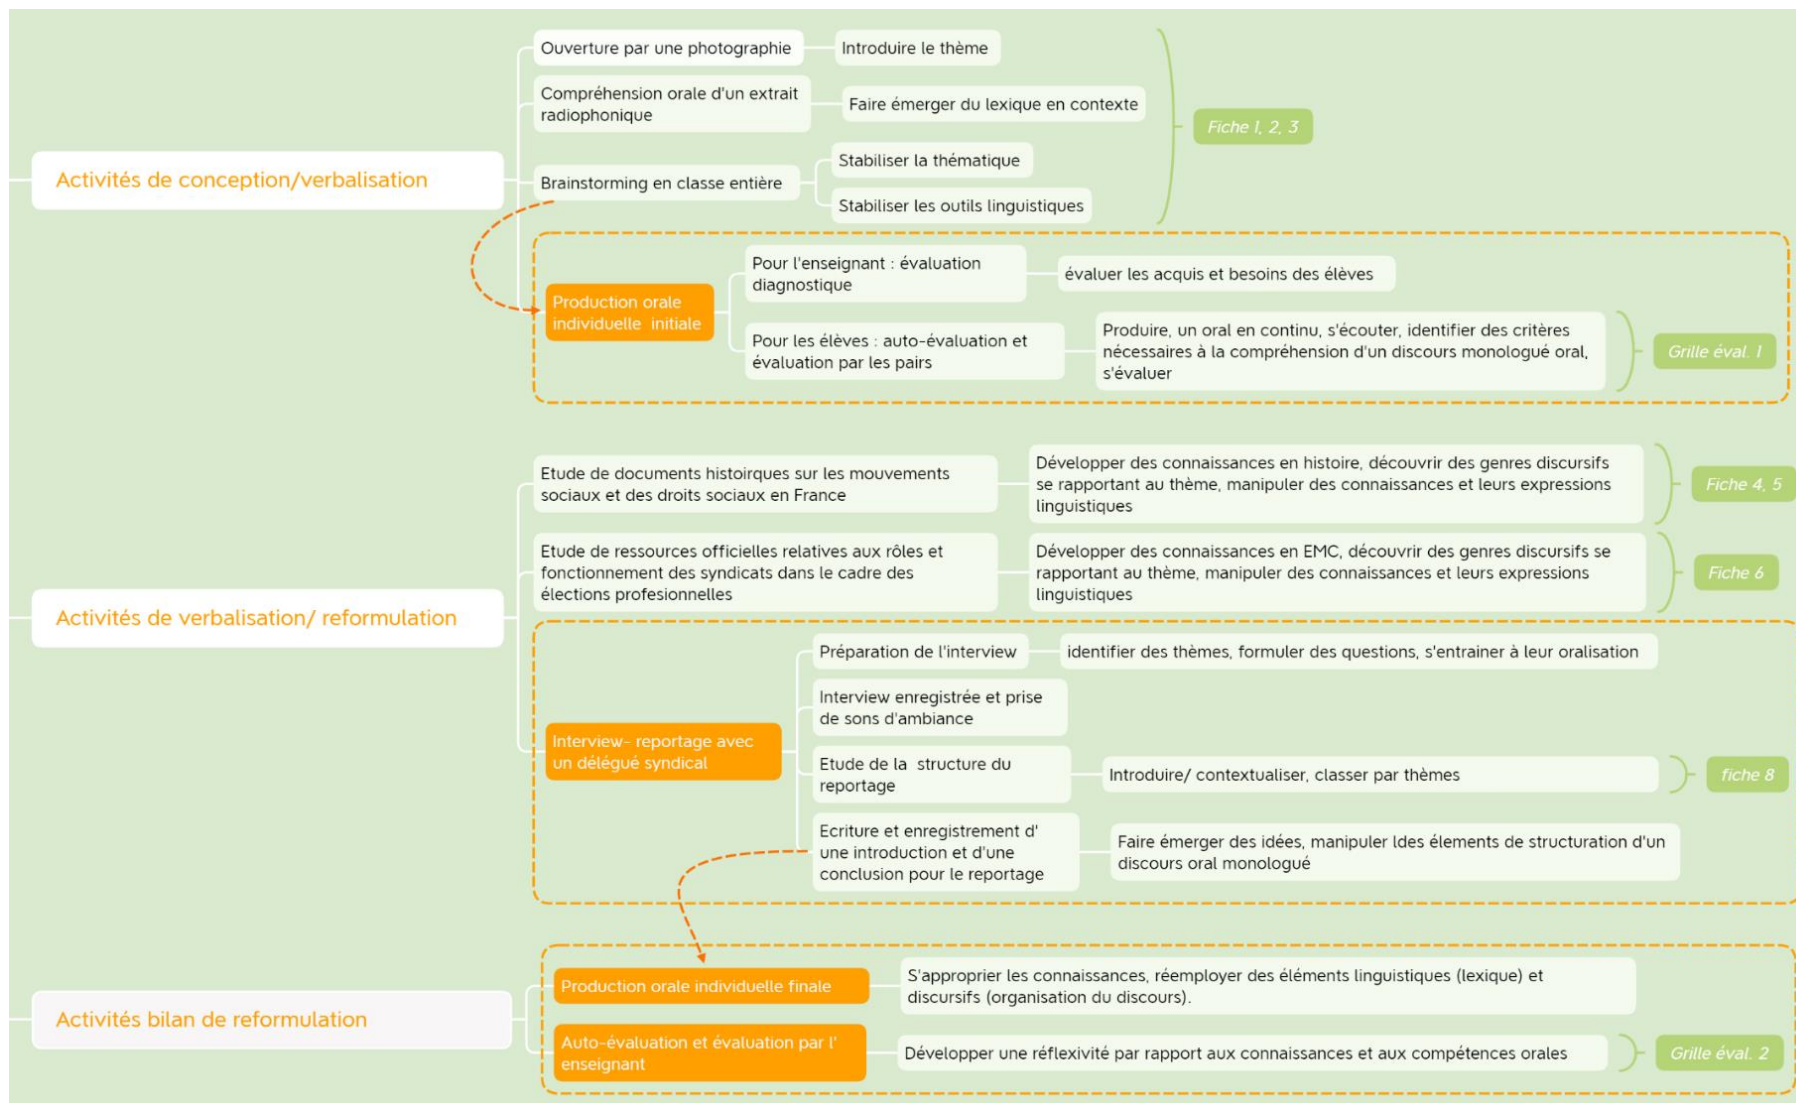 Activités de conception/verbalisation
Ouverture par une photographie
Introduire le thème
Compréhension orale d'un extrait
radiophonique
Faire émerger du lexique en contexte
Brainstorming en classe entière
Stabiliser la thématique
Stabiliser les outils linguistiques
Fiche 1, 2, 3
Production orale
individuelle initiale
Pour l'enseignant : évaluation
diagnostique
évaluer les acquis et besoins des élèves
Pour les élèves : auto-évaluation et
évaluation par les pairs
Produire, un oral en continu, s'écouter, identifier des critères
nécessaires à la compréhension d'un discours monologué oral,
s'évaluer
Grille éval. 1
Activités de verbalisation/ reformulation
Etude de documents histoirques sur les mouvements
sociaux et des droits sociaux en France
Développer des connaissances en histoire, découvrir des genres discursifs
se rapportant au thème, manipuler des connaissances et leurs expressions
linguistiques
Fiche 4, 5
Etude de ressources officielles relatives aux rôles et
fonctionnement des syndicats dans le cadre des
élections profesionnelles
Développer des connaissances en EMC, découvrir des genres discursifs se
rapportant au thème, manipuler des connaissances et leurs expressions
linguistiques
Fiche 6
Interview- reportage avec
un délégué syndical
Préparation de l'interview
identifier des thèmes, formuler des questions, s'entrainer à leur oralisation
Interview enregistrée et prise
de sons d'ambiance
Etude de la structure du
reportage
Introduire/ contextualiser, classer par thèmes
fiche 8
Ecriture et enregistrement d'
une introduction et d'une
conclusion pour le reportage
Faire émerger des idées, manipuler ldes élements de structuration d'un
discours oral monologué
Activités bilan de reformulation
Production orale individuelle finale
S'approprier les connaissances, réemployer des éléments linguistiques (lexique) et
discursifs (organisation du discours).
Auto-évaluation et évaluation par l'
enseignant
Développer une réflexivité par rapport aux connaissances et aux compétences orales
Grille éval. 2